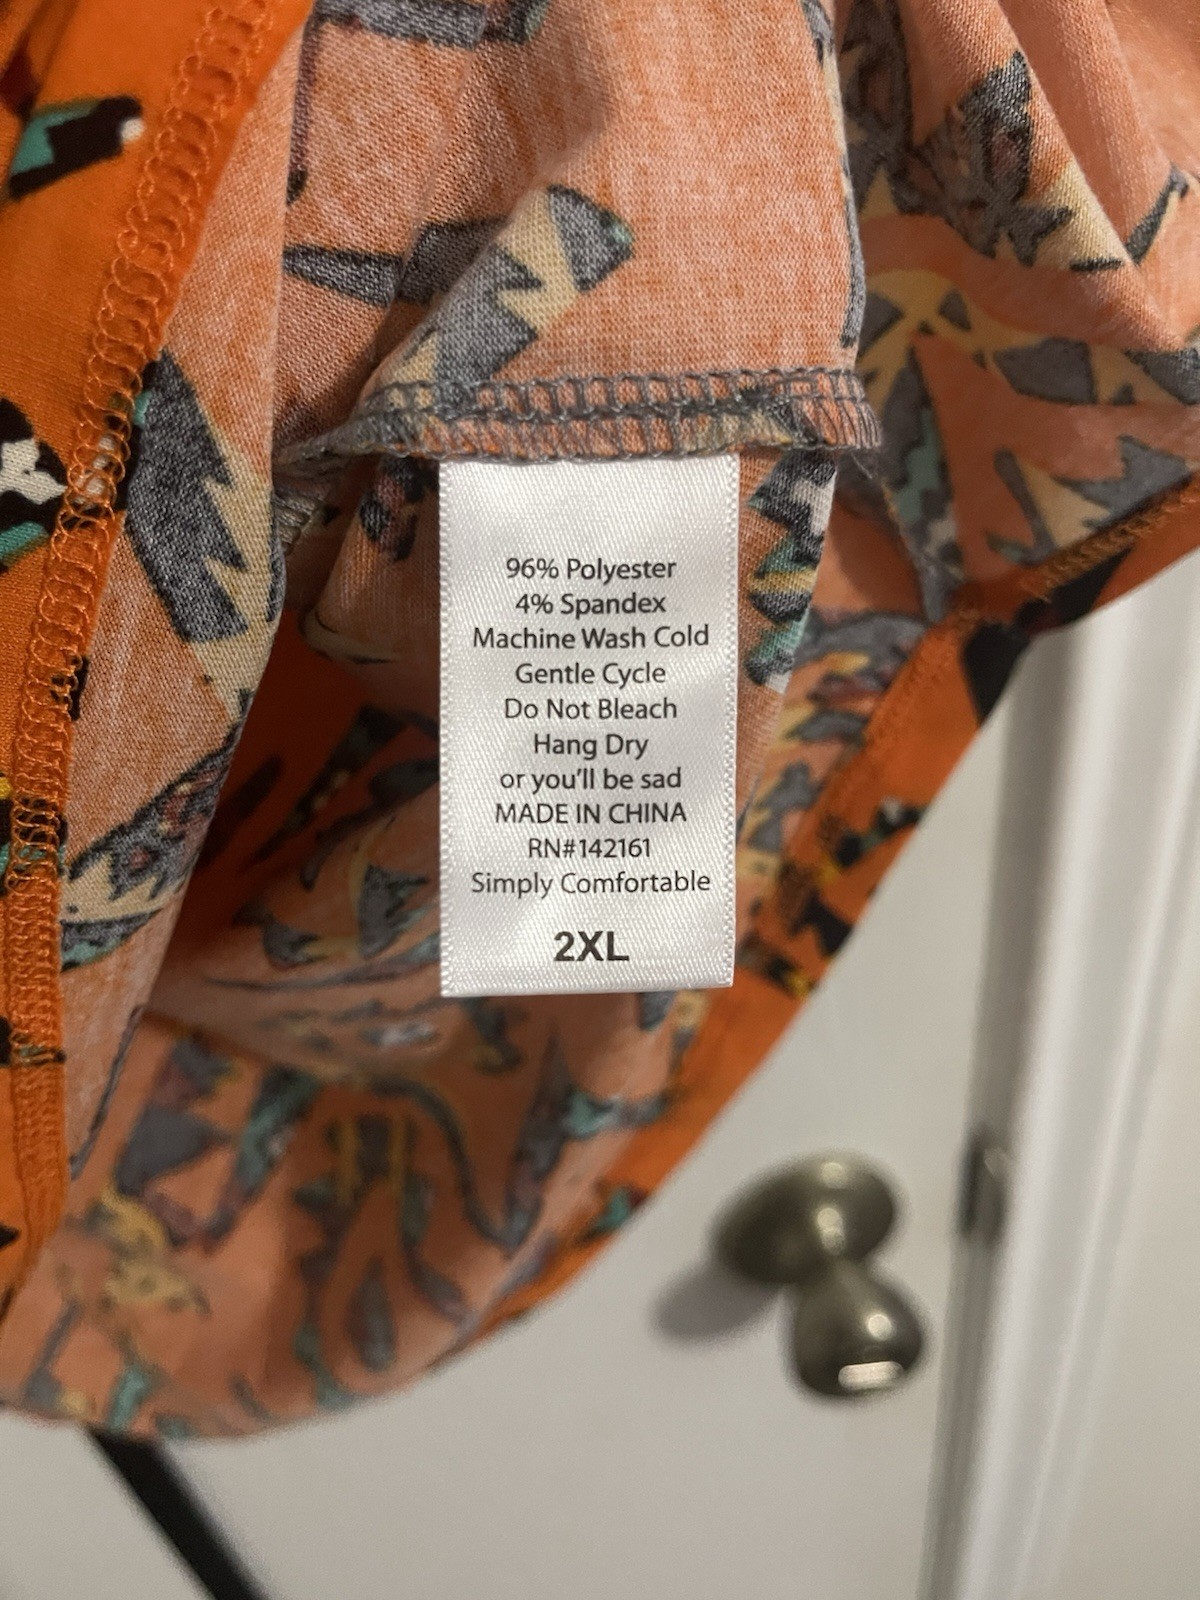 96% Polyester
4% Spandex
Machine Wash Cold
Gentle Cycle
Do Not Bleach
Hang Dry
or you'll be sad
MADE IN CHINA
RN#142161
Simply Comfortable
2XL